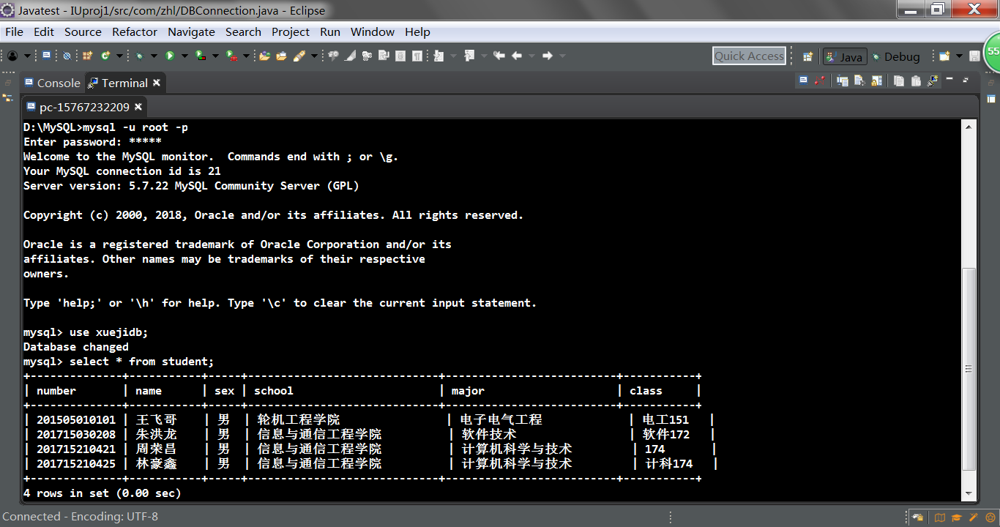 Javatest - IUproj1/src/com/zhl/DBConnection.java - Eclipse
File Edit Source Refactor Navigate Search Project Run Window Help
Quick Access Java Debug 55
Console Terminal
pc-15767232209
D:\MySQL>mysql -u root -p
Enter password: *****
Welcome to the MySQL monitor.  Commands end with ; or \g.
Your MySQL connection id is 21
Server version: 5.7.22 MySQL Community Server (GPL)
Copyright (c) 2000, 2018, Oracle and/or its affiliates. All rights reserved.
Oracle is a registered trademark of Oracle Corporation and/or its
affiliates. Other names may be trademarks of their respective
owners.
Type 'help;' or '\h' for help. Type '\c' to clear the current input statement.
mysql> use xuejidb;
Database changed
mysql> select * from student;
+--------------+-----------+-----+-----------------------------+--------------------------+-----------+
| number       | name      | sex | school                      | major                    | class     |
+--------------+-----------+-----+-----------------------------+--------------------------+-----------+
| 201505010101 | 王飞哥    | 男  | 轮机工程学院                | 电子电气工程             | 电工151   |
| 201715030208 | 朱洪龙    | 男  | 信息与通信工程学院          | 软件技术                 | 软件172   |
| 201715210421 | 周荣昌    | 男  | 信息与通信工程学院          | 计算机科学与技术         | 174       |
| 201715210425 | 林豪鑫    | 男  | 信息与通信工程学院          | 计算机科学与技术         | 计科174   |
+--------------+-----------+-----+-----------------------------+--------------------------+-----------+
4 rows in set (0.00 sec)
Connected - Encoding: UTF-8